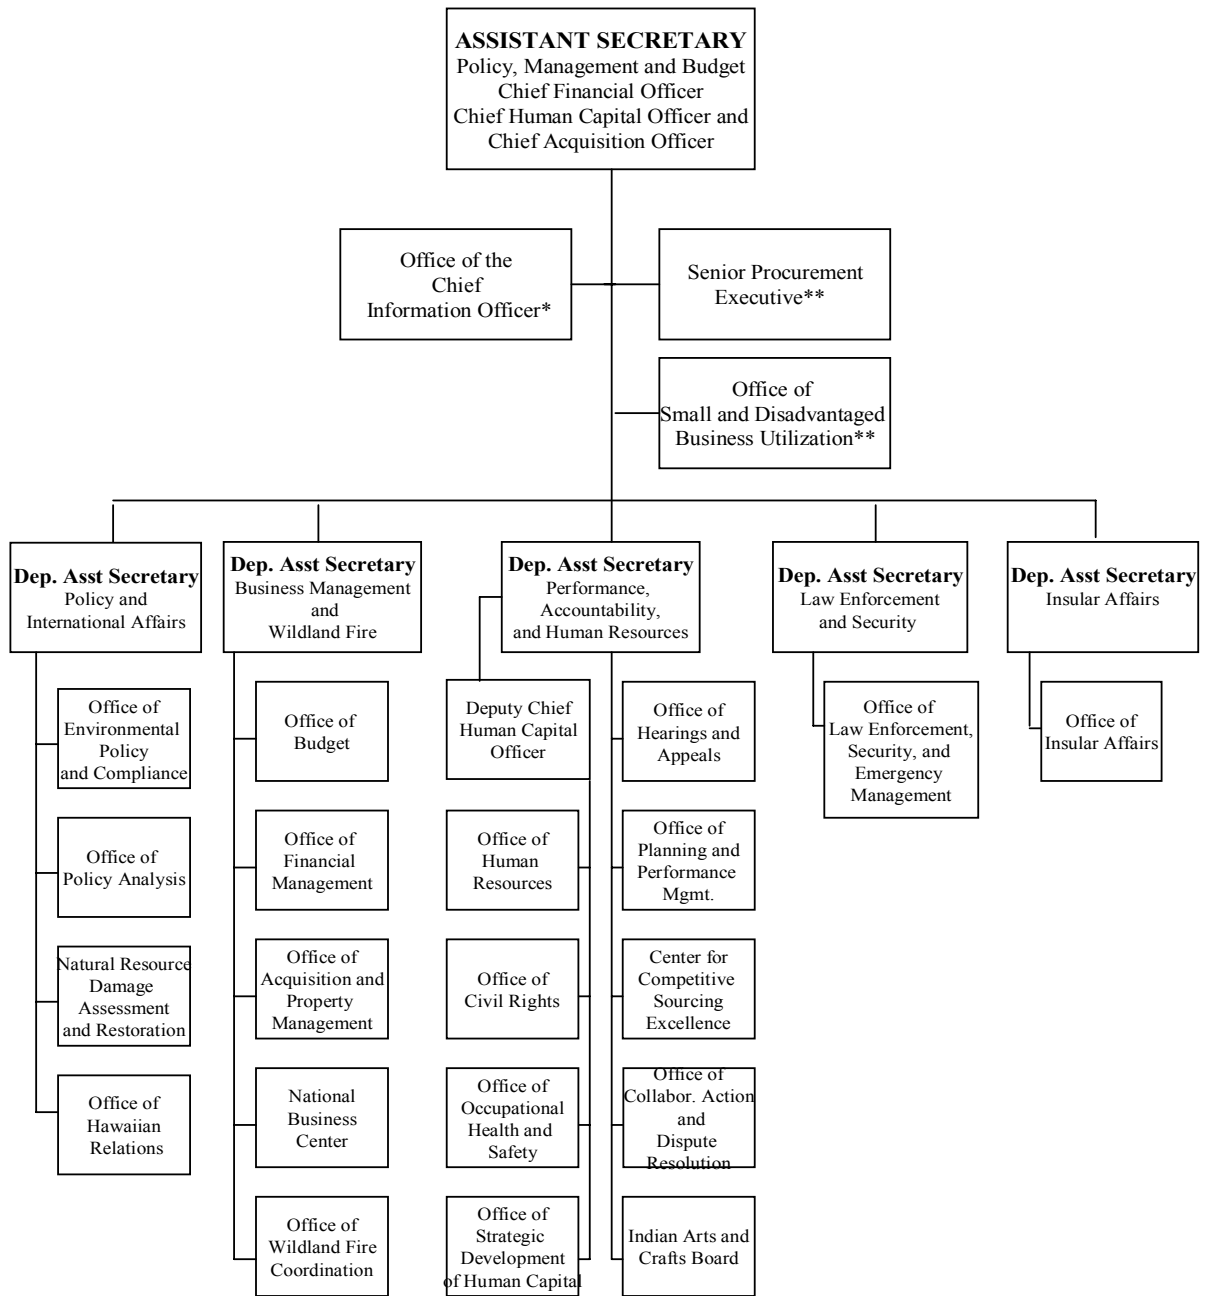 ASSISTANT SECRETARY
Policy, Management and Budget
Chief Financial Officer
Chief Human Capital Officer and
Chief Acquisition Officer
Office of the
Chief
Information Officer*
Senior Procurement
Executive**
Office of
Small and Disadvantaged
Business Utilization**
Dep. Asst Secretary
Policy and
International Affairs
Dep. Asst Secretary
Business Management
and
Wildland Fire
Dep. Asst Secretary
Performance,
Accountability,
and Human Resources
Dep. Asst Secretary
Law Enforcement
and Security
Dep. Asst Secretary
Insular Affairs
Office of
Environmental
Policy
and Compliance
Office of
Budget
Deputy Chief
Human Capital
Officer
Office of
Hearings and
Appeals
Office of
Law Enforcement,
Security, and
Emergency
Management
Office of
Insular Affairs
Office of
Policy Analysis
Office of
Financial
Management
Office of
Human
Resources
Office of
Planning and
Performance
Mgmt.
Natural Resource
Damage
Assessment
and Restoration
Office of
Acquisition and
Property
Management
Office of
Civil Rights
Center for
Competitive
Sourcing
Excellence
Office of
Hawaiian
Relations
National
Business
Center
Office of
Occupational
Health and
Safety
Office of
Collabor. Action
and
Dispute
Resolution
Office of
Wildland Fire
Coordination
Office of
Strategic
Development
of Human Capital
Indian Arts and
Crafts Board